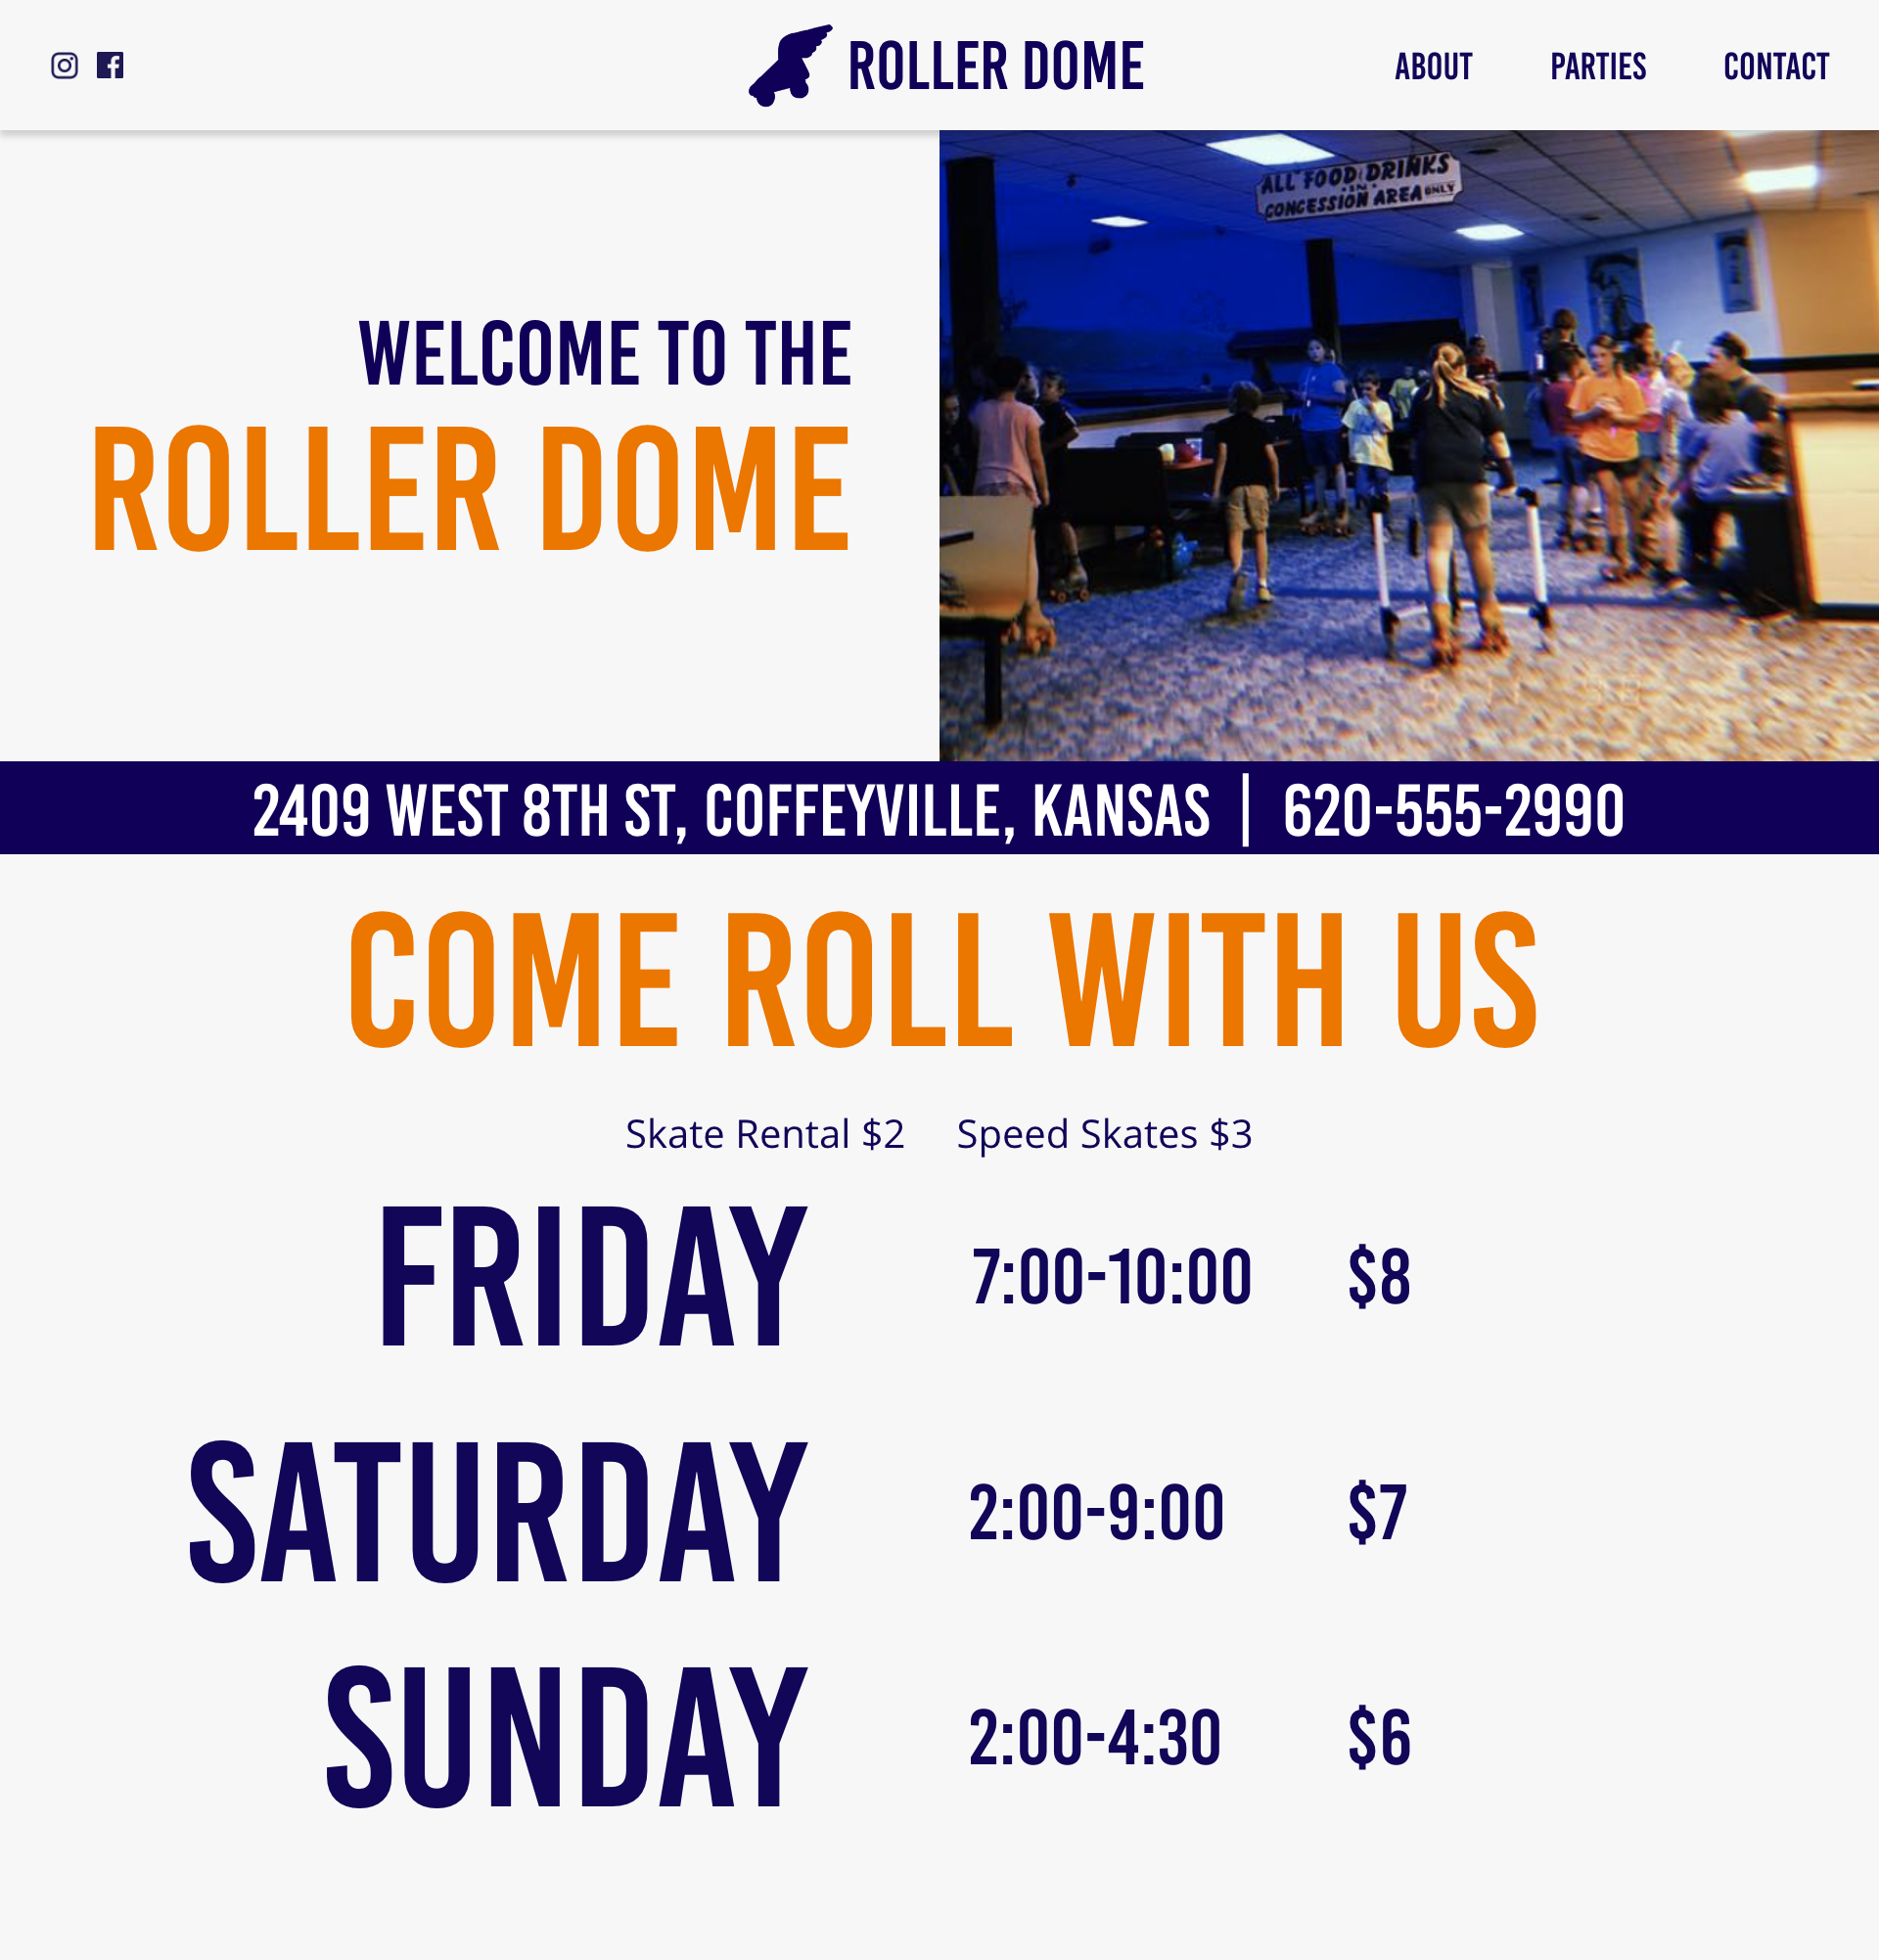 ROLLER DOME
ABOUT PARTIES CONTACT
ALL FOOD DRINKS
IN
CONCESSION AREA ONLY
WELCOME TO THE
ROLLER DOME
2409 WEST 8TH ST, COFFEYVILLE, KANSAS | 620-555-2990
COME ROLL WITH US
Skate Rental $2 Speed Skates $3
FRIDAY 7:00-10:00 $8
SATURDAY 2:00-9:00 $7
SUNDAY 2:00-4:30 $6